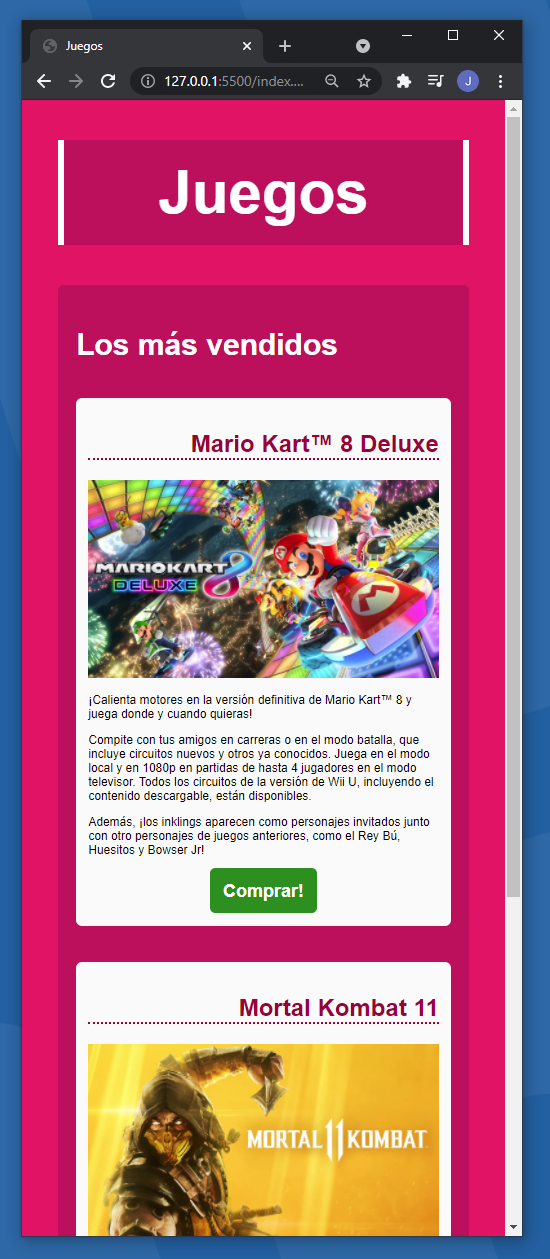 Juegos
127.0.0.1:5500/index....
J
Juegos
Los más vendidos
Mario Kart™ 8 Deluxe
MARIOKART 8
DELUXE
¡Calienta motores en la versión definitiva de Mario Kart™ 8 y
juega donde y cuando quieras!
Compite con tus amigos en carreras o en el modo batalla, que
incluye circuitos nuevos y otros ya conocidos. Juega en el modo
local y en 1080p en partidas de hasta 4 jugadores en el modo
televisor. Todos los circuitos de la versión de Wii U, incluyendo el
contenido descargable, están disponibles.
Además, ¡los inklings aparecen como personajes invitados junto
con otro personajes de juegos anteriores, como el Rey Bú,
Huesitos y Bowser Jr!
Comprar!
Mortal Kombat 11
MORTAL 11 KOMBAT